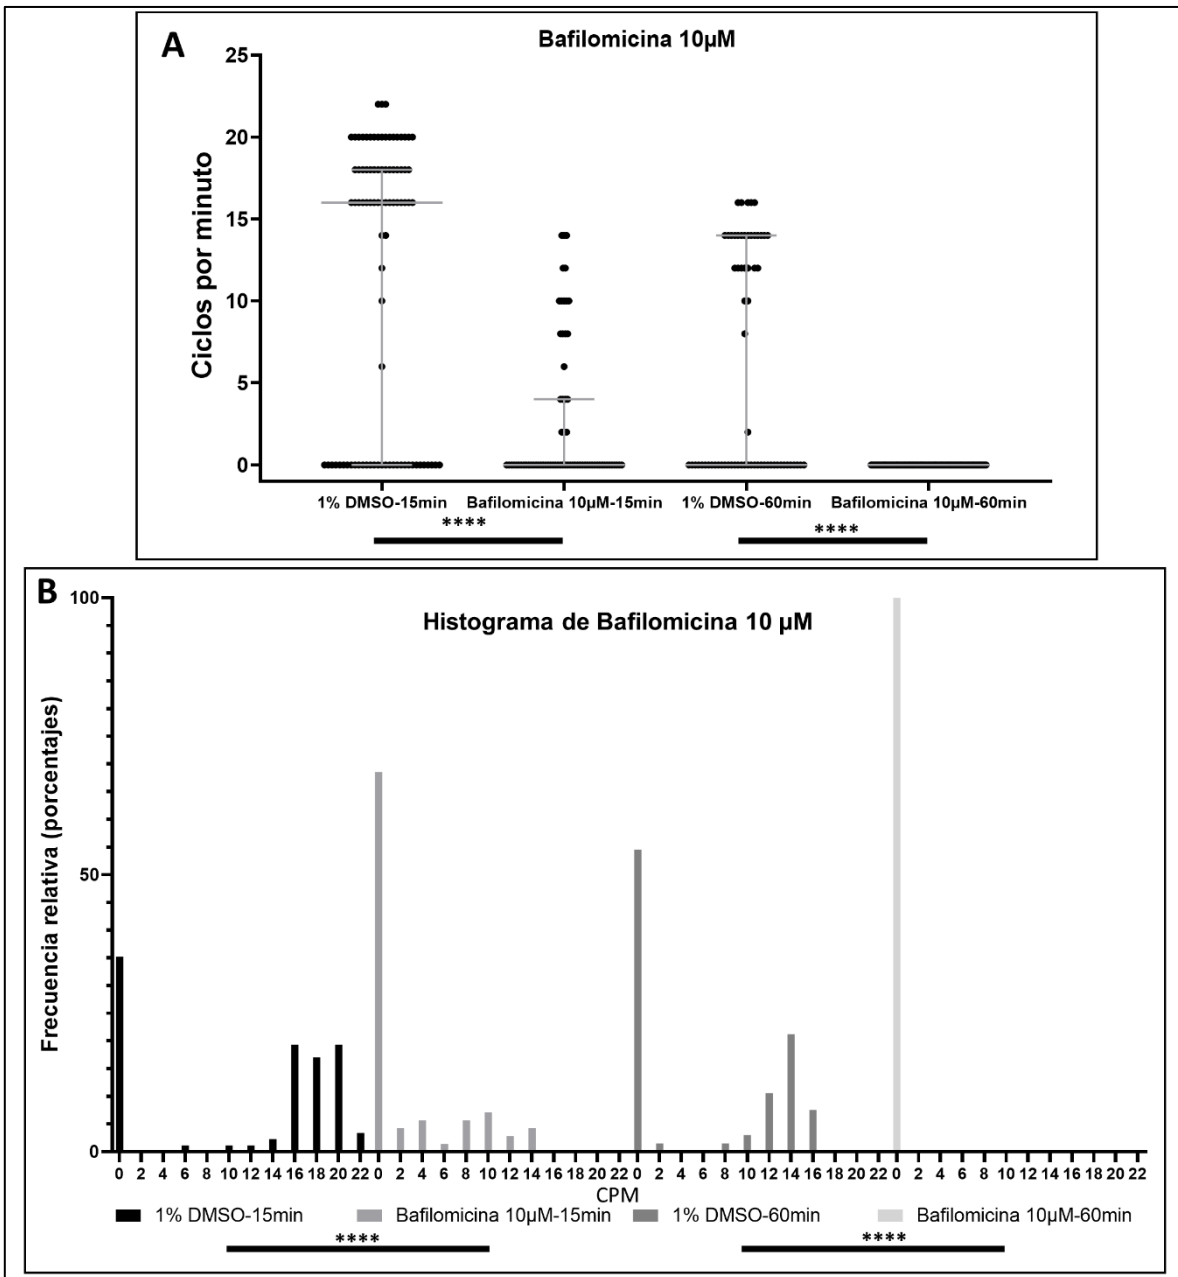 A
Bafilomicina 10µM
25
20
15
10
5
0
Ciclos por minuto
1% DMSO-15min Bafilomicina 10µM-15min 1% DMSO-60min Bafilomicina 10µM-60min
**** ****
B
Histograma de Bafilomicina 10 µM
100
50
0
Frecuencia relativa (porcentajes)
0 2 4 6 8 10 12 14 16 18 20 22 0 2 4 6 8 10 12 14 16 18 20 22 0 2 4 6 8 10 12 14 16 18 20 22 0 2 4 6 8 10 12 14 16 18 20 22
CPM
1% DMSO-15min Bafilomicina 10µM-15min 1% DMSO-60min Bafilomicina 10µM-60min
**** ****